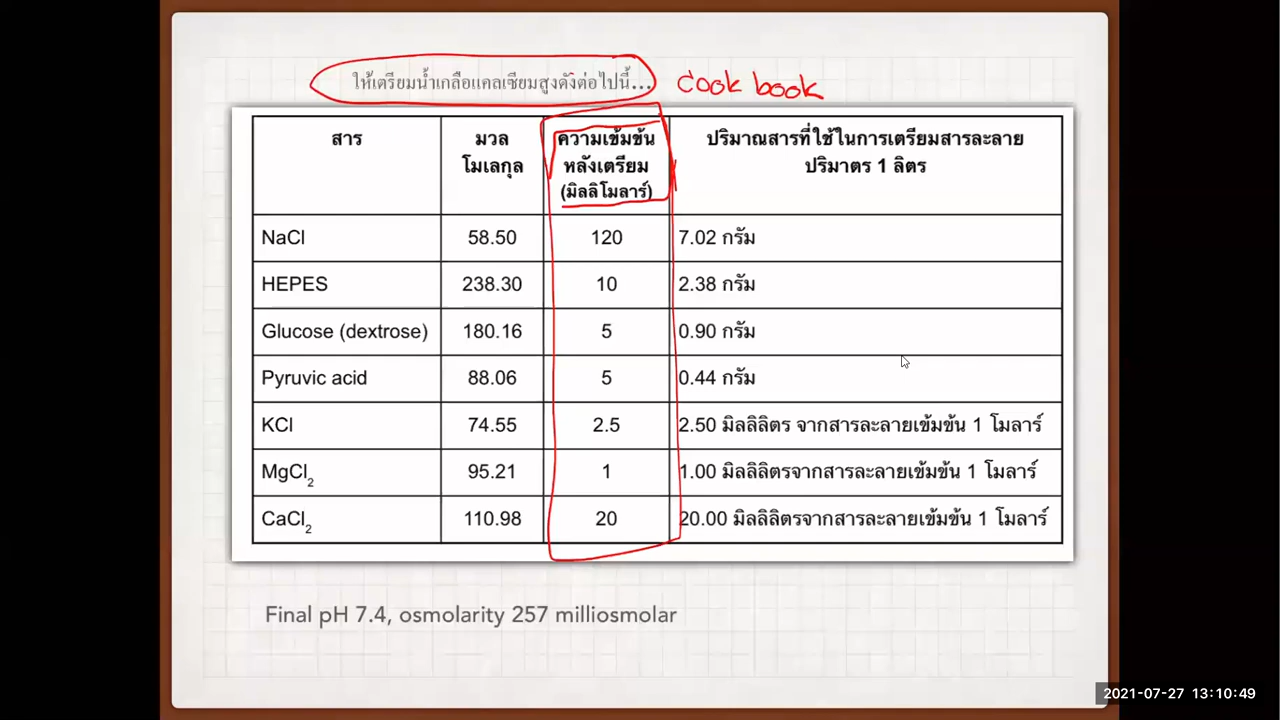 ให้เตรียมน้ำเกลือแคลเซียมสูงดังต่อไปนี้... cook book
สาร มวลโมเลกุล ความเข้มข้นหลังเตรียม (มิลลิโมลาร์) ปริมาณสารที่ใช้ในการเตรียมสารละลายปริมาตร 1 ลิตร
NaCl 58.50 120 7.02 กรัม
HEPES 238.30 10 2.38 กรัม
Glucose (dextrose) 180.16 5 0.90 กรัม
Pyruvic acid 88.06 5 0.44 กรัม
KCl 74.55 2.5 2.50 มิลลิลิตร จากสารละลายเข้มข้น 1 โมลาร์
MgCl2 95.21 1 1.00 มิลลิลิตรจากสารละลายเข้มข้น 1 โมลาร์
CaCl2 110.98 20 20.00 มิลลิลิตรจากสารละลายเข้มข้น 1 โมลาร์
Final pH 7.4, osmolarity 257 milliosmolar
2021-07-27 13:10:49